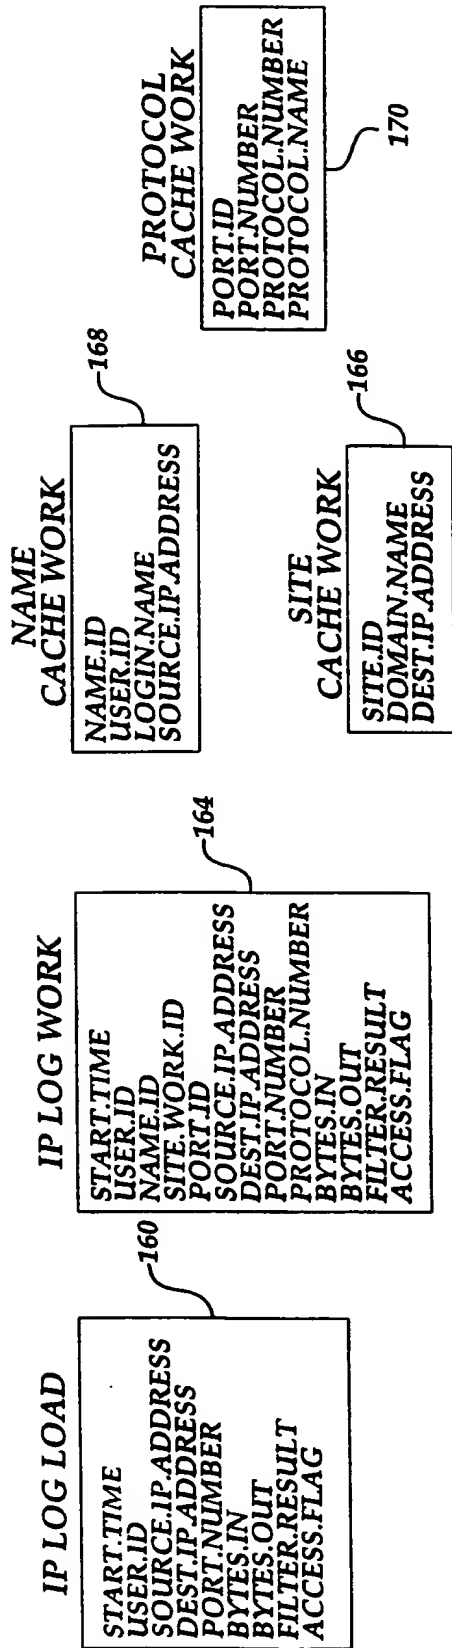 IP LOG LOAD
160
START.TIME
USER.ID
SOURCE.IP.ADDRESS
DEST.IP.ADDRESS
PORT.NUMBER
BYTES.IN
BYTES.OUT
FILTER.RESULT
ACCESS.FLAG
IP LOG WORK
164
START.TIME
USER.ID
NAME.ID
SITE.WORK.ID
PORT.ID
SOURCE.IP.ADDRESS
DEST.IP.ADDRESS
PORT.NUMBER
PROTOCOL.NUMBER
BYTES.IN
BYTES.OUT
FILTER.RESULT
ACCESS.FLAG
NAME
CACHE WORK
168
NAME.ID
USER.ID
LOGIN.NAME
SOURCE.IP.ADDRESS
SITE
CACHE WORK
166
SITE.ID
DOMAIN.NAME
DEST.IP.ADDRESS
PROTOCOL
CACHE WORK
PORT.ID
PORT.NUMBER
PROTOCOL.NUMBER
PROTOCOL.NAME
170